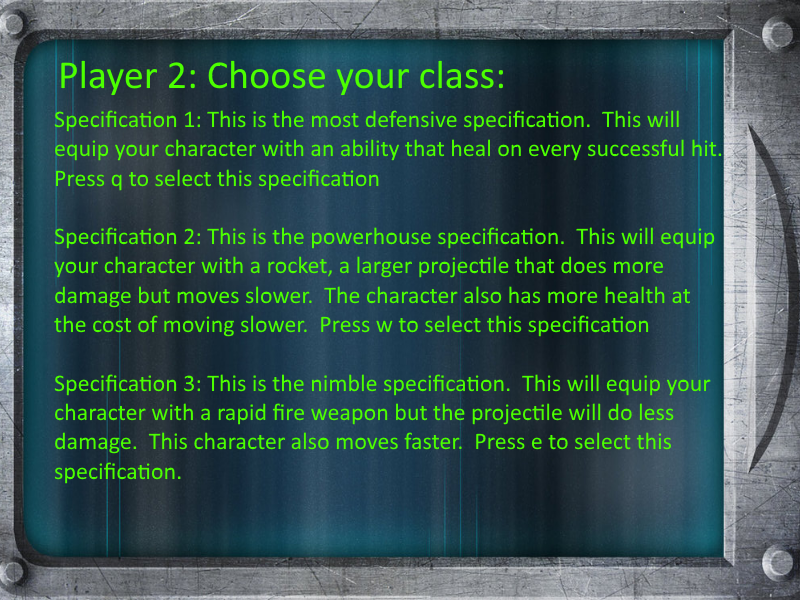 Player 2: Choose your class:
Specification 1: This is the most defensive specification.  This will
equip your character with an ability that heal on every successful hit.
Press q to select this specification
Specification 2: This is the powerhouse specification.  This will equip
your character with a rocket, a larger projectile that does more
damage but moves slower.  The character also has more health at
the cost of moving slower.  Press w to select this specification
Specification 3: This is the nimble specification.  This will equip your
character with a rapid fire weapon but the projectile will do less
damage.  This character also moves faster.  Press e to select this
specification.